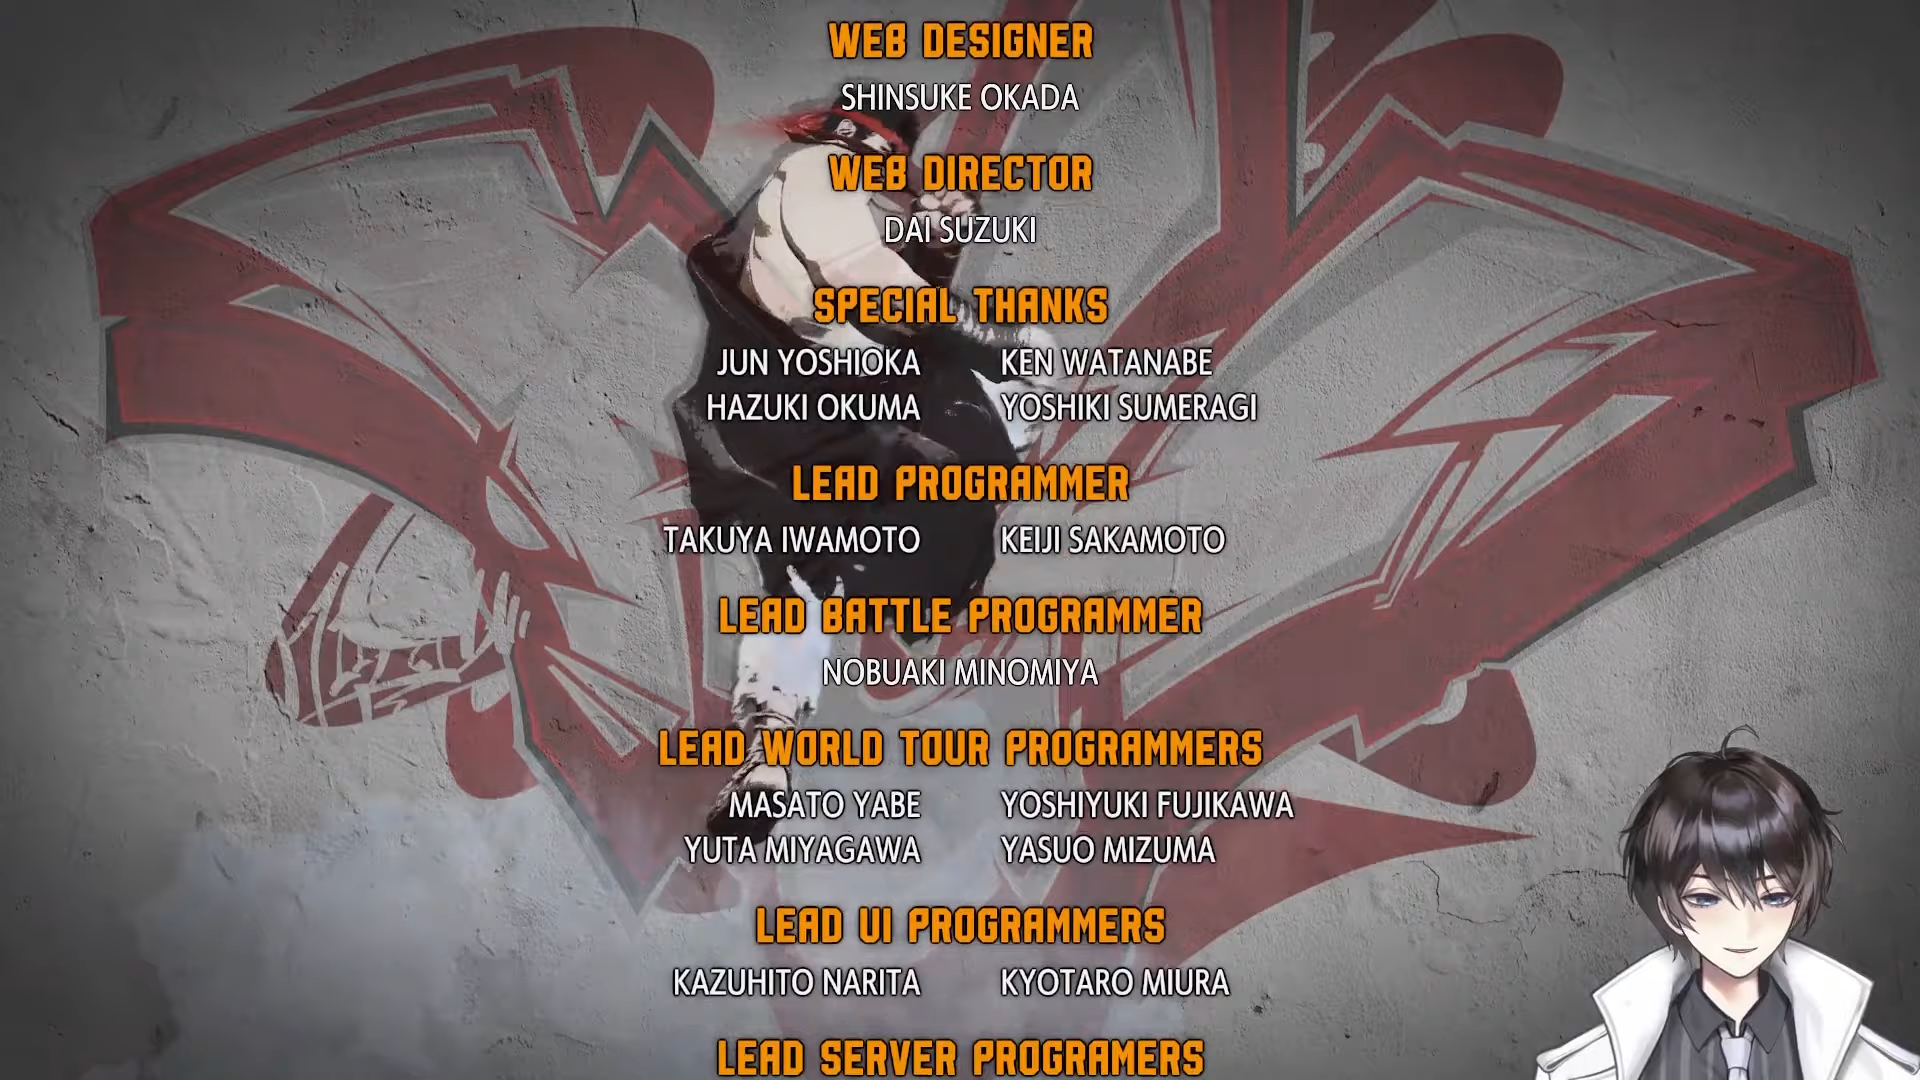 WEB DESIGNER
SHINSUKE OKADA
WEB DIRECTOR
DAI SUZUKI
SPECIAL THANKS
JUN YOSHIOKA KEN WATANABE
HAZUKI OKUMA YOSHIKI SUMERAGI
LEAD PROGRAMMER
TAKUYA IWAMOTO KEIJI SAKAMOTO
LEAD BATTLE PROGRAMMER
NOBUAKI MINOMIYA
LEAD WORLD TOUR PROGRAMMERS
MASATO YABE YOSHIYUKI FUJIKAWA
YUTA MIYAGAWA YASUO MIZUMA
LEAD UI PROGRAMMERS
KAZUHITO NARITA KYOTARO MIURA
LEAD SERVER PROGRAMERS